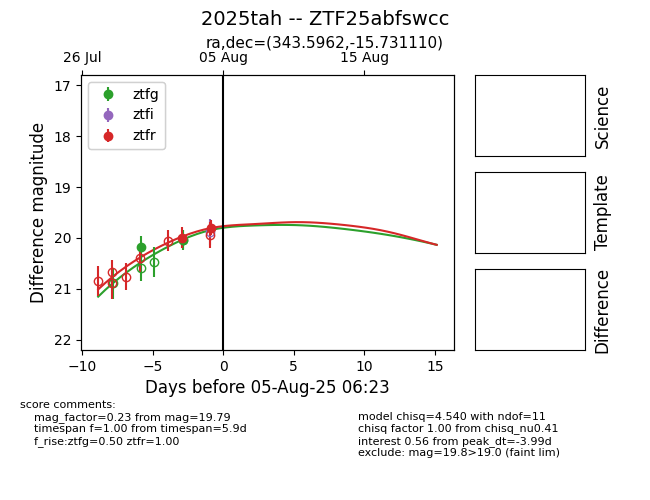 2025tah -- ZTF25abfswcc
ra,dec=(343.5962,-15.731110)
26 Jul 05 Aug 15 Aug
17
18
19
20
21
22
Difference magnitude
ztfg
ztfi
ztfr
−10 −5 0 5 10 15
Days before 05-Aug-25 06:23
Science
Template
Difference
score comments:
mag_factor=0.23 from mag=19.79
timespan f=1.00 from timespan=5.9d
f_rise:ztfg=0.50 ztfr=1.00
model chisq=4.540 with ndof=11
chisq factor 1.00 from chisq_nu0.41
interest 0.56 from peak_dt=-3.99d
exclude: mag=19.8>19.0 (faint lim)